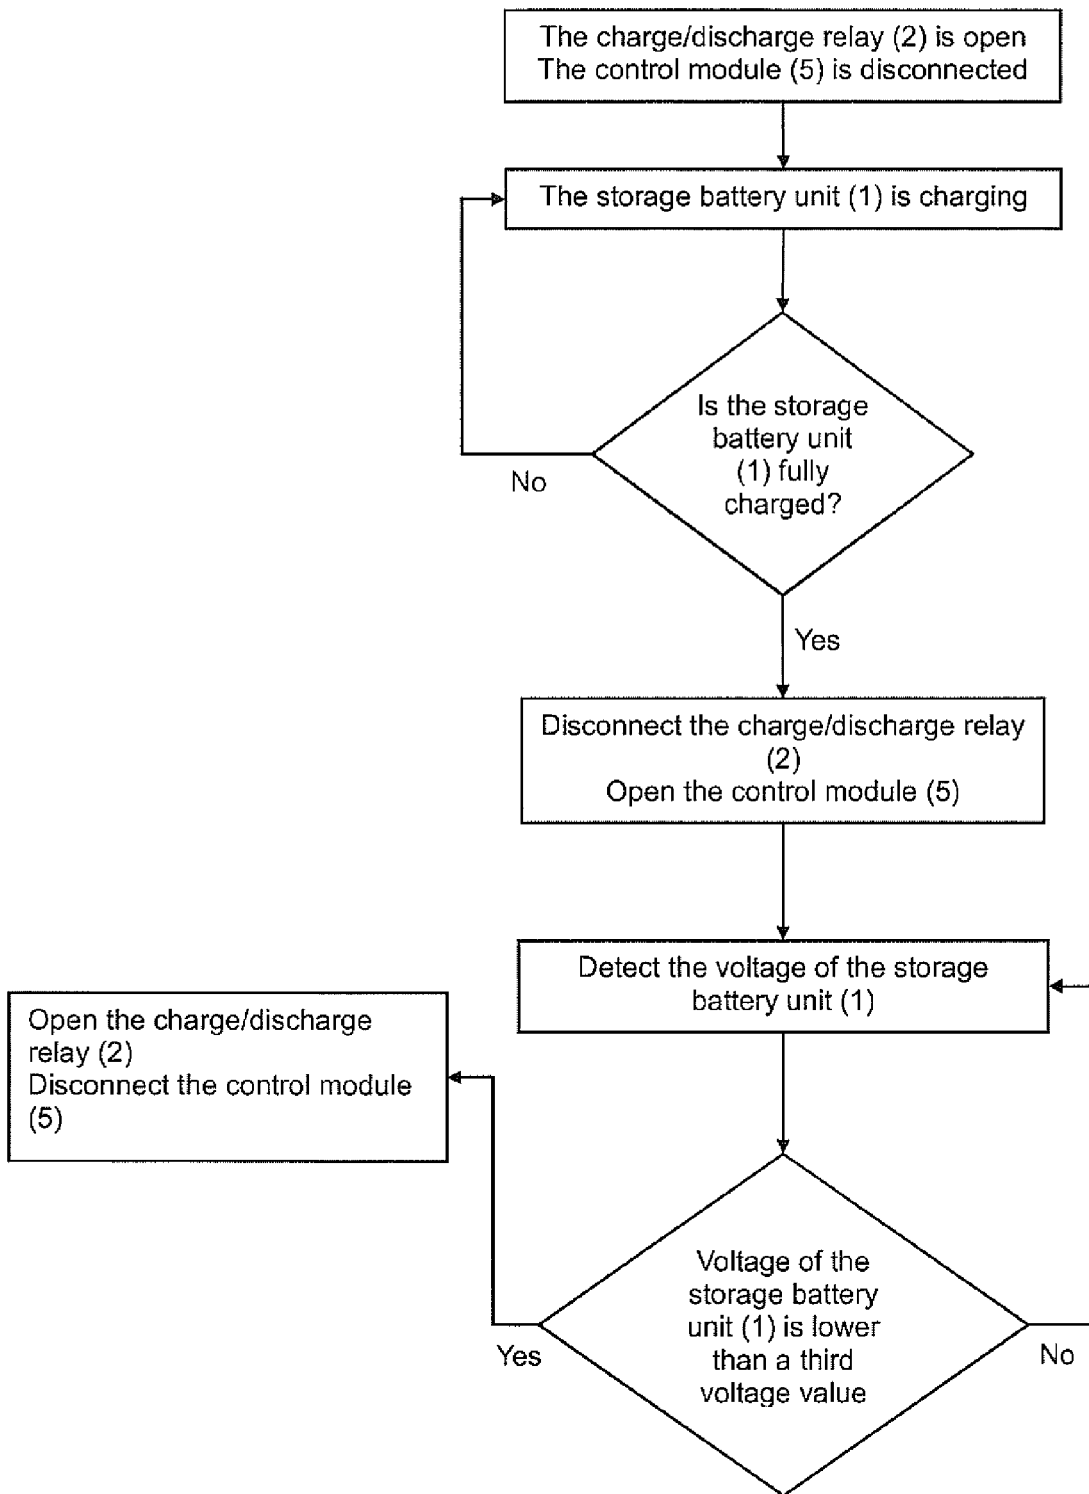 The charge/discharge relay (2) is open
The control module (5) is disconnected
The storage battery unit (1) is charging
Is the storage
battery unit
(1) fully
charged?
No
Yes
Disconnect the charge/discharge relay
(2)
Open the control module (5)
Detect the voltage of the storage
battery unit (1)
Open the charge/discharge
relay (2)
Disconnect the control module
(5)
Voltage of the
storage battery
unit (1) is lower
than a third
voltage value
Yes
No